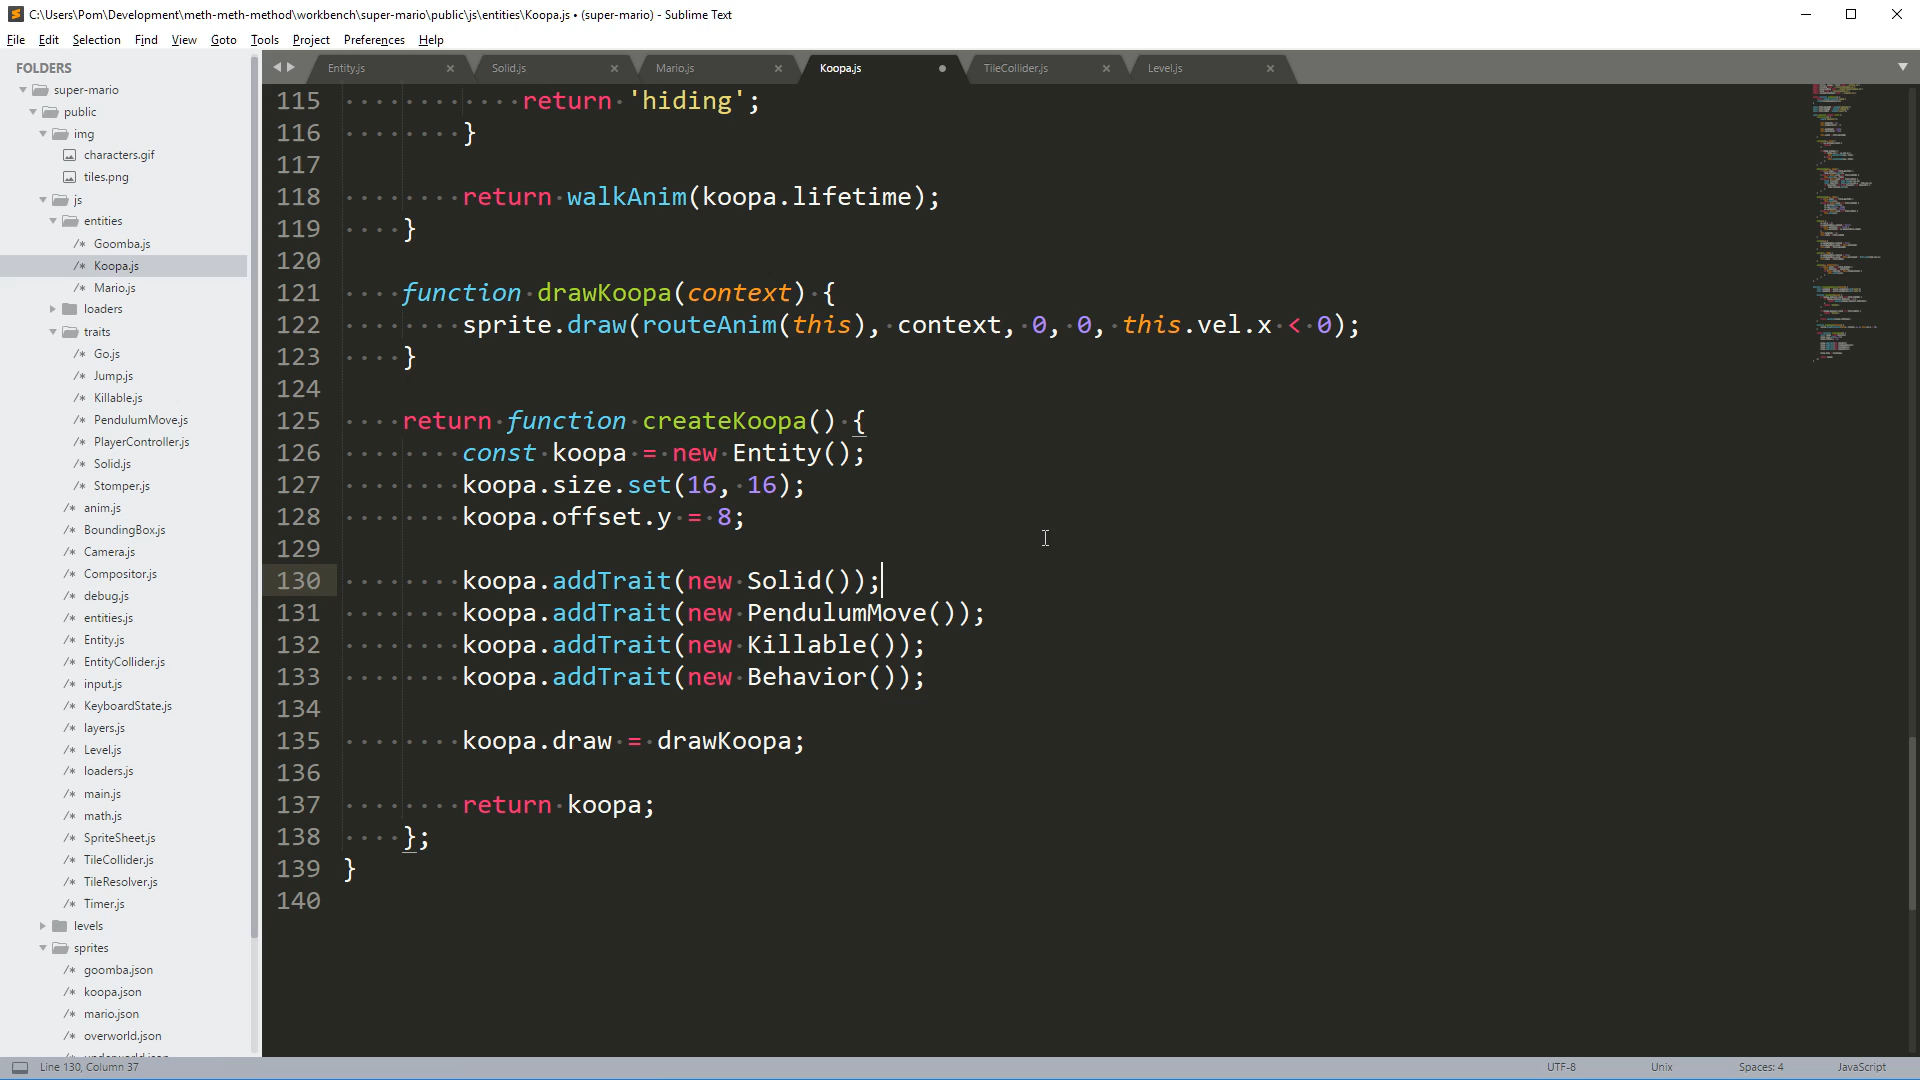 C:\Users\Pom\Development\meth-meth-method\workbench\super-mario\public\js\entities\Koopa.js • (super-mario) - Sublime Text
File Edit Selection Find View Goto Tools Project Preferences Help
FOLDERS
super-mario
public
img
characters.gif
tiles.png
js
entities
/* Goomba.js
/* Koopa.js
/* Mario.js
loaders
traits
/* Go.js
/* Jump.js
/* Killable.js
/* PendulumMove.js
/* PlayerController.js
/* Solid.js
/* Stomper.js
/* anim.js
/* BoundingBox.js
/* Camera.js
/* Compositor.js
/* debug.js
/* entities.js
/* Entity.js
/* EntityCollider.js
/* input.js
/* KeyboardState.js
/* layers.js
/* Level.js
/* loaders.js
/* main.js
/* math.js
/* SpriteSheet.js
/* TileCollider.js
/* TileResolver.js
/* Timer.js
levels
sprites
/* goomba.json
/* koopa.json
/* mario.json
/* overworld.json
/* underworld.json
Entity.js Solid.js Mario.js Koopa.js TileCollider.js Level.js
115 return 'hiding';
116 }
117
118 return walkAnim(koopa.lifetime);
119 }
120
121 function drawKoopa(context) {
122 sprite.draw(routeAnim(this), context, 0, 0, this.vel.x < 0);
123 }
124
125 return function createKoopa() {
126 const koopa = new Entity();
127 koopa.size.set(16, 16);
128 koopa.offset.y = 8;
129
130 koopa.addTrait(new Solid());
131 koopa.addTrait(new PendulumMove());
132 koopa.addTrait(new Killable());
133 koopa.addTrait(new Behavior());
134
135 koopa.draw = drawKoopa;
136
137 return koopa;
138 };
139 }
140
Line 130, Column 37 UTF-8 Unix Spaces: 4 JavaScript